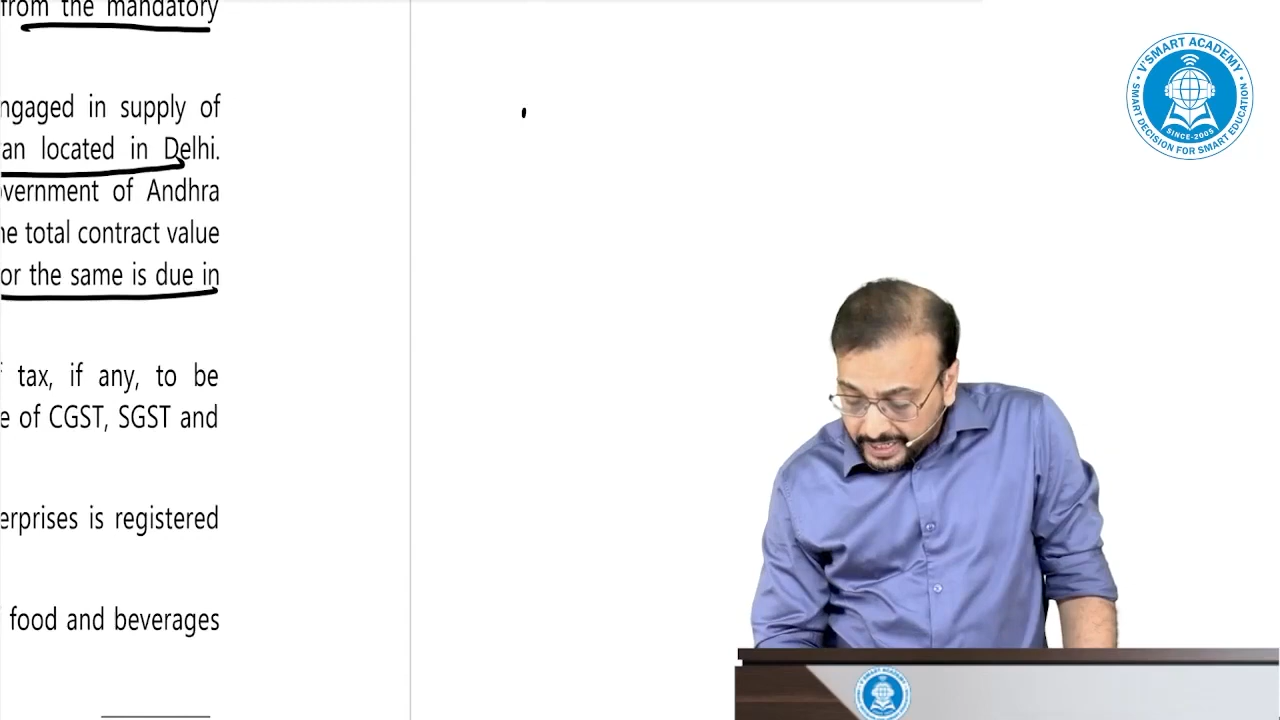 from the mandatory
ngaged in supply of
an located in Delhi.
vernment of Andhra
he total contract value
or the same is due in
tax, if any, to be
e of CGST, SGST and
erprises is registered
food and beverages
V'SMART ACADEMY
SMART DECISION FOR SMART EDUCATION
SINCE-2005